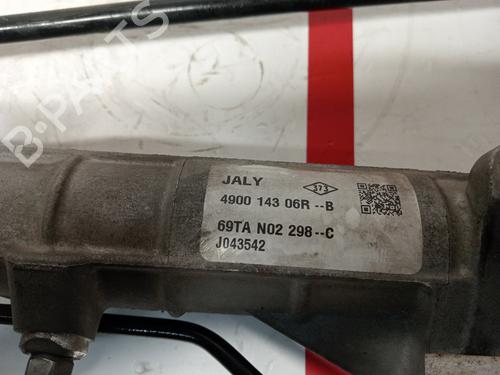 B-PARTS
JALY
373
4900 143 06R --B
69TA N02 298--C
J043542